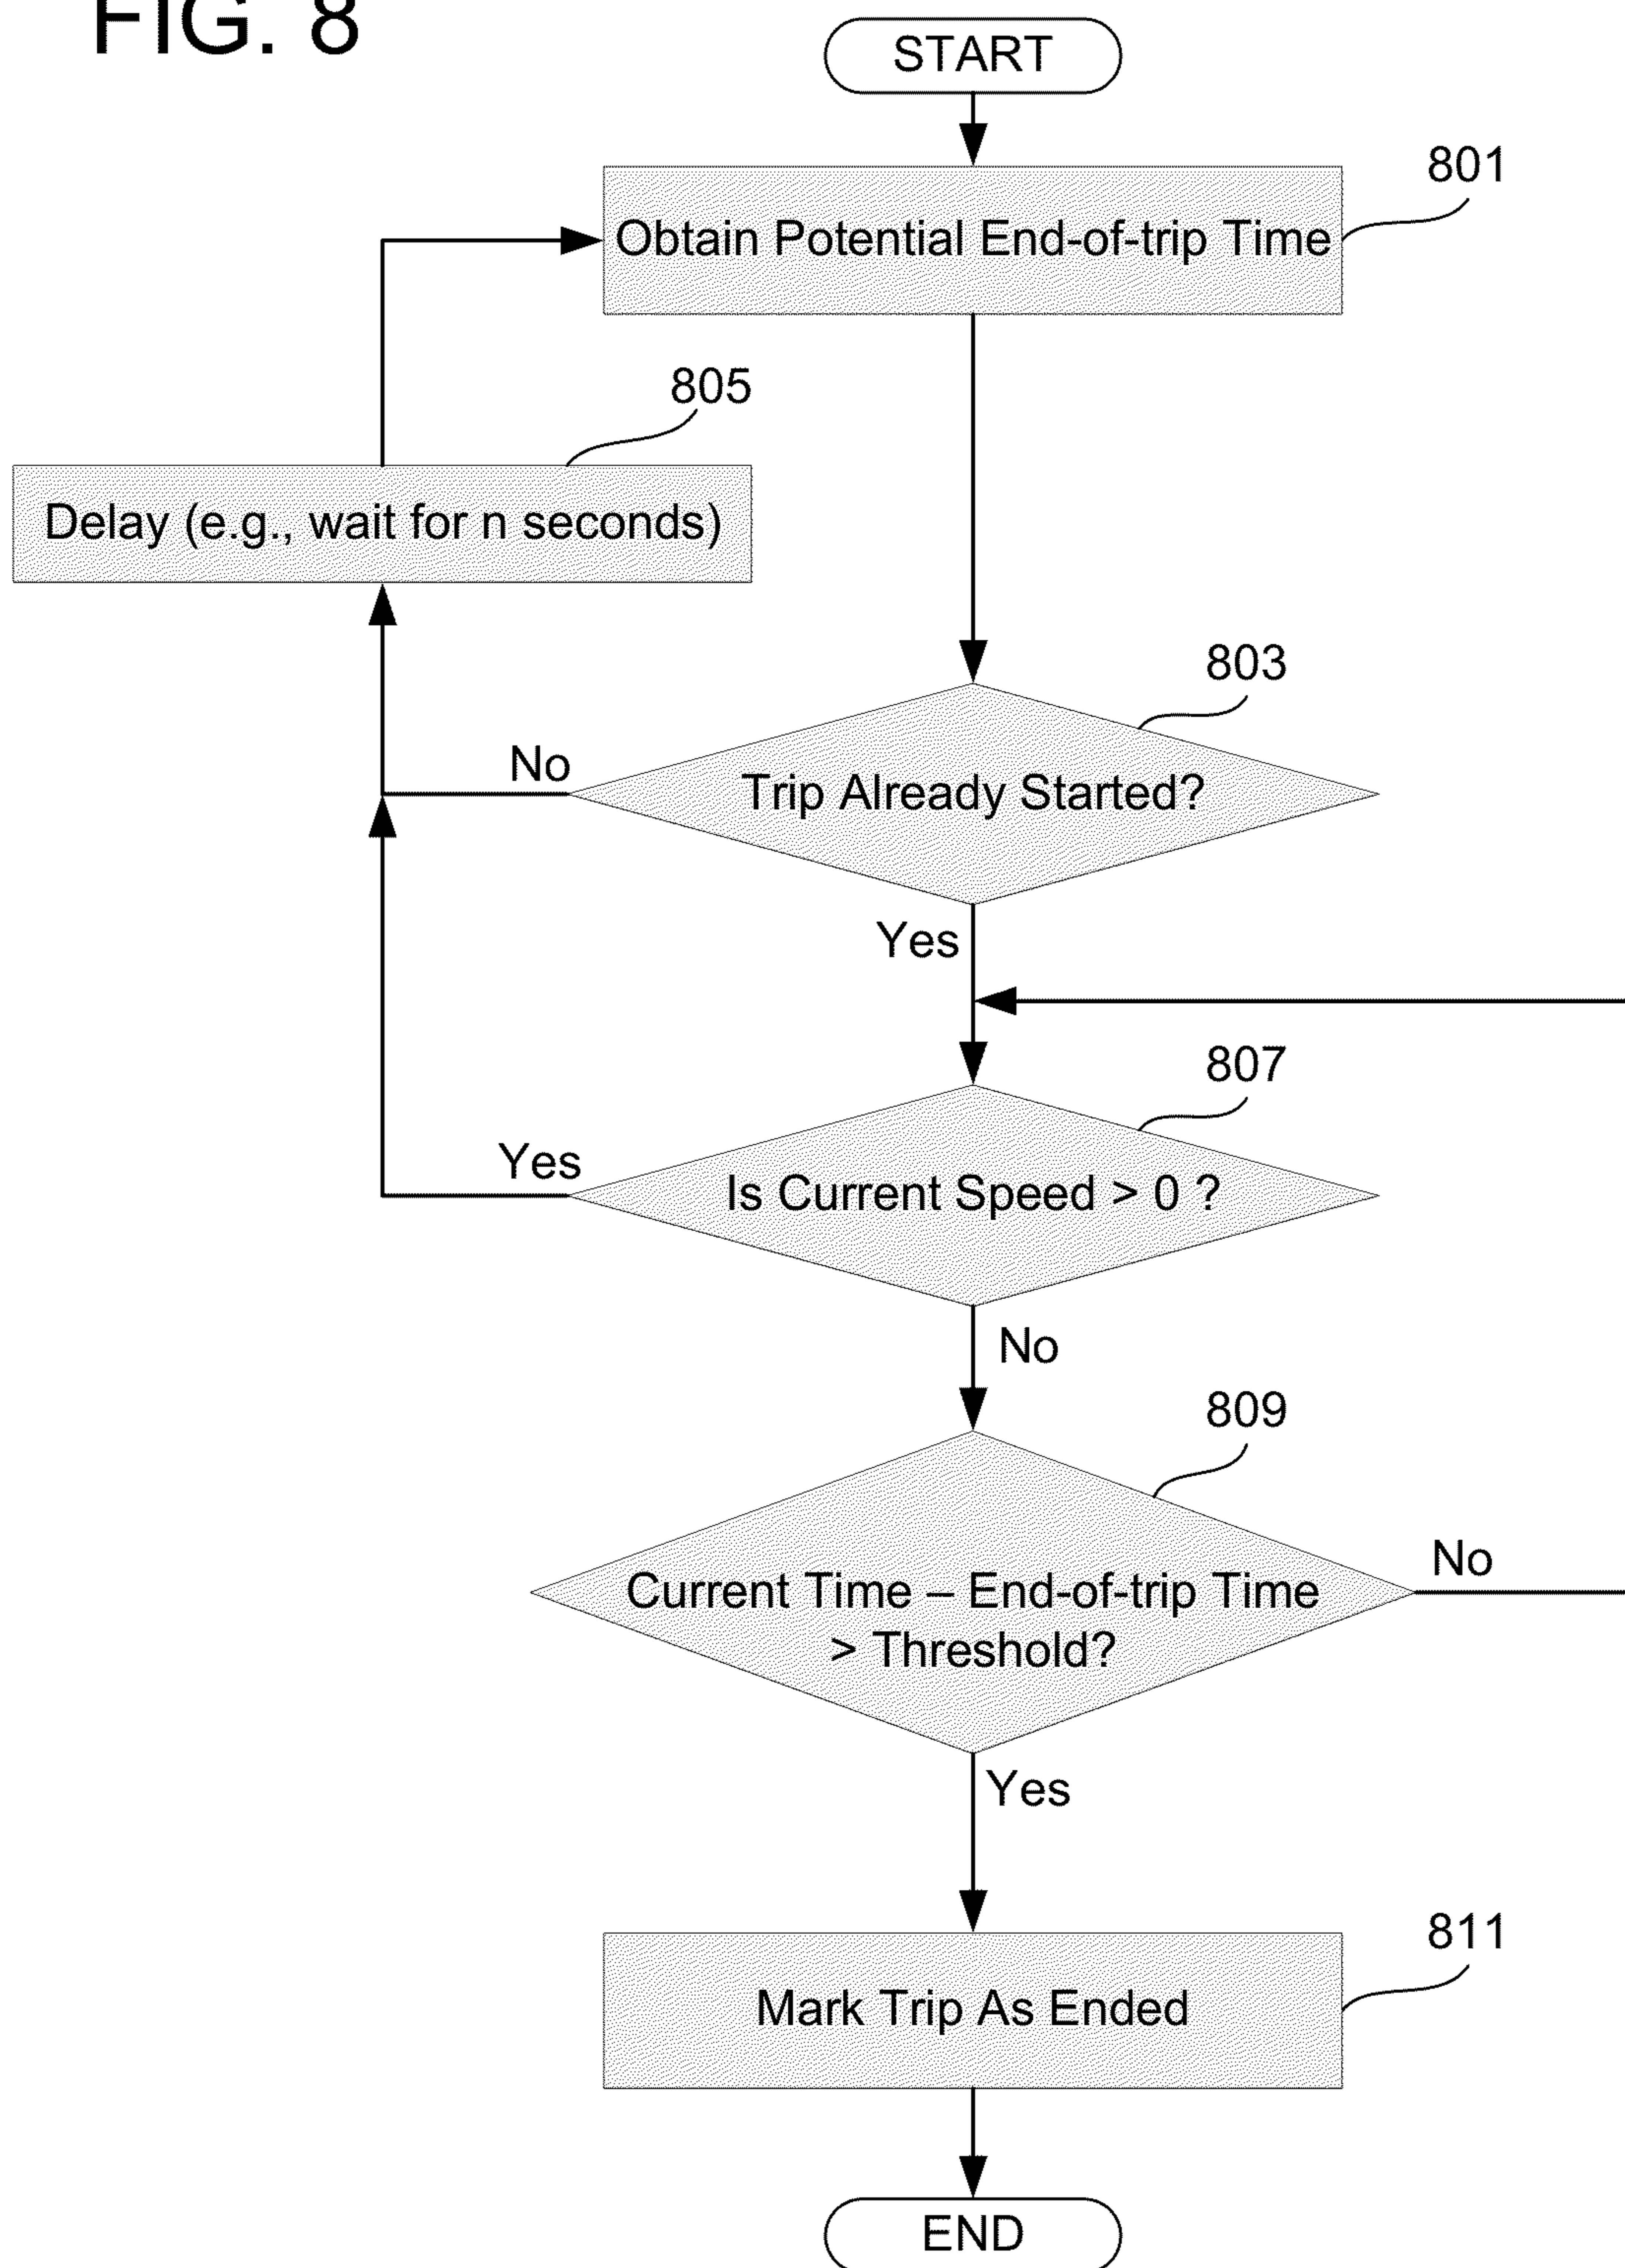 FIG. 8
START
801
Obtain Potential End-of-trip Time
805
Delay (e.g., wait for n seconds)
803
No
Trip Already Started?
Yes
807
Yes
Is Current Speed > 0 ?
No
809
No
Current Time – End-of-trip Time
> Threshold?
Yes
811
Mark Trip As Ended
END